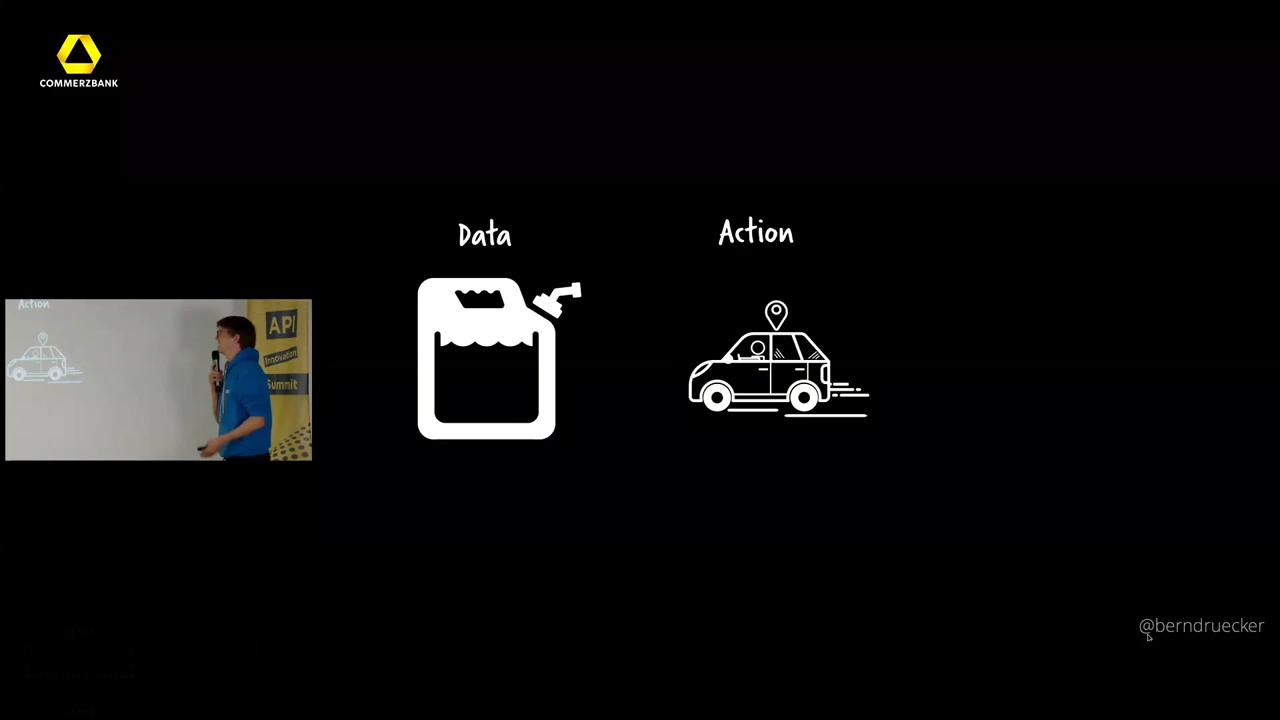 COMMERZBANK
Data
Action
Action
API
Innovation
Summit
@berndruecker